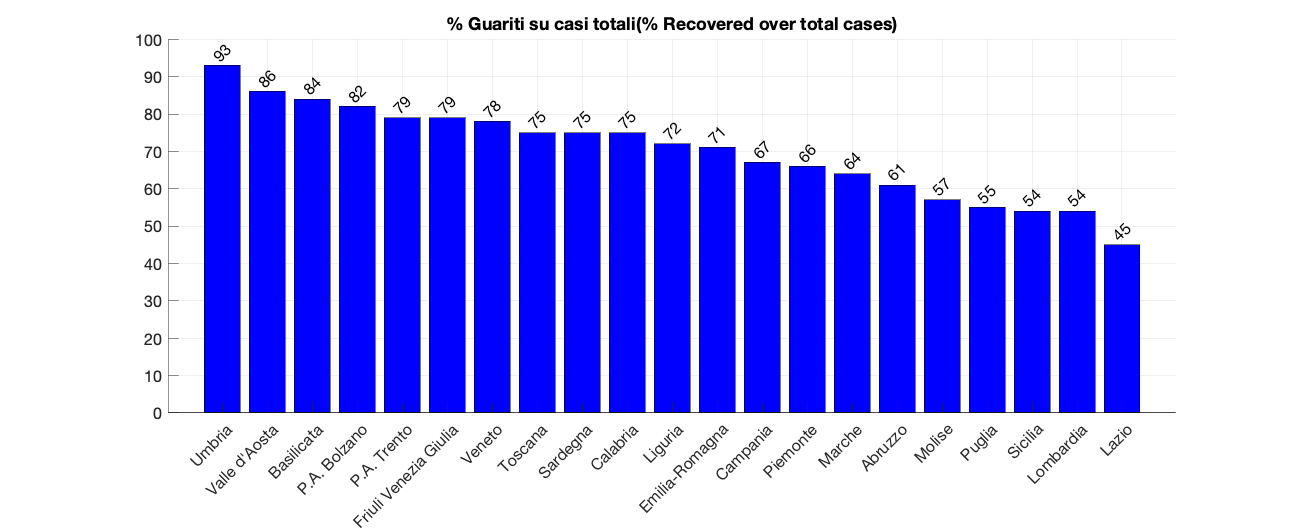 % Guariti su casi totali(% Recovered over total cases)
100
90
80
70
60
50
40
30
20
10
0
93
86
84
82
79
79
78
75
75
75
72
71
67
66
64
61
57
55
54
54
45
Umbria
Valle d'Aosta
Basilicata
P.A. Bolzano
P.A. Trento
Friuli Venezia Giulia
Veneto
Toscana
Sardegna
Calabria
Liguria
Emilia-Romagna
Campania
Piemonte
Marche
Abruzzo
Molise
Puglia
Sicilia
Lombardia
Lazio